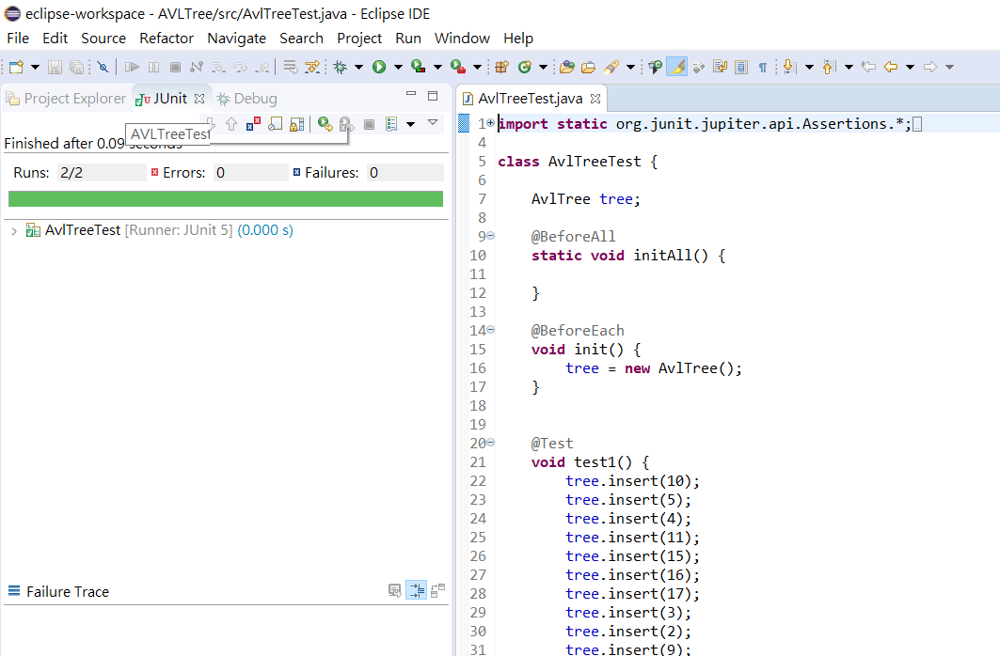 eclipse-workspace - AVLTree/src/AvlTreeTest.java - Eclipse IDE
File Edit Source Refactor Navigate Search Project Run Window Help
Project Explorer JUnit Debug
AVLTreeTest
Finished after 0.09 seconds
Runs: 2/2 Errors: 0 Failures: 0
AvlTreeTest [Runner: JUnit 5] (0.000 s)
Failure Trace
AvlTreeTest.java
1 import static org.junit.jupiter.api.Assertions.*;
4
5 class AvlTreeTest {
6
7 AvlTree tree;
8
9 @BeforeAll
10 static void initAll() {
11
12 }
13
14 @BeforeEach
15 void init() {
16 tree = new AvlTree();
17 }
18
19
20 @Test
21 void test1() {
22 tree.insert(10);
23 tree.insert(5);
24 tree.insert(4);
25 tree.insert(11);
26 tree.insert(15);
27 tree.insert(16);
28 tree.insert(17);
29 tree.insert(3);
30 tree.insert(2);
31 tree.insert(9);